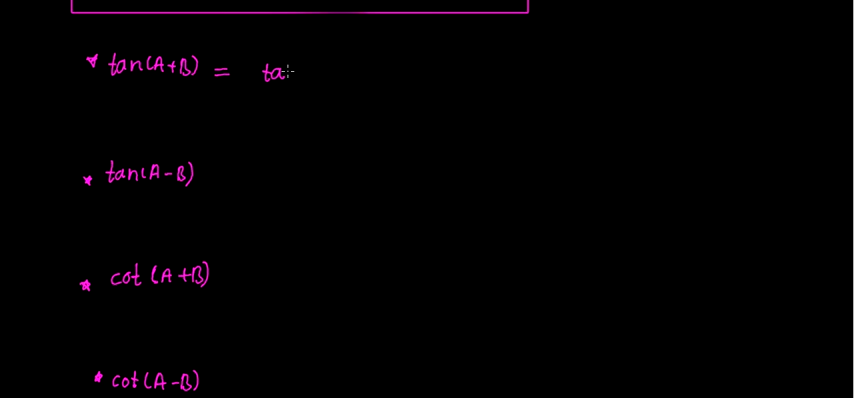 * tan(A+B) = ta
* tan(A-B)
* cot (A+B)
* cot(A-B)